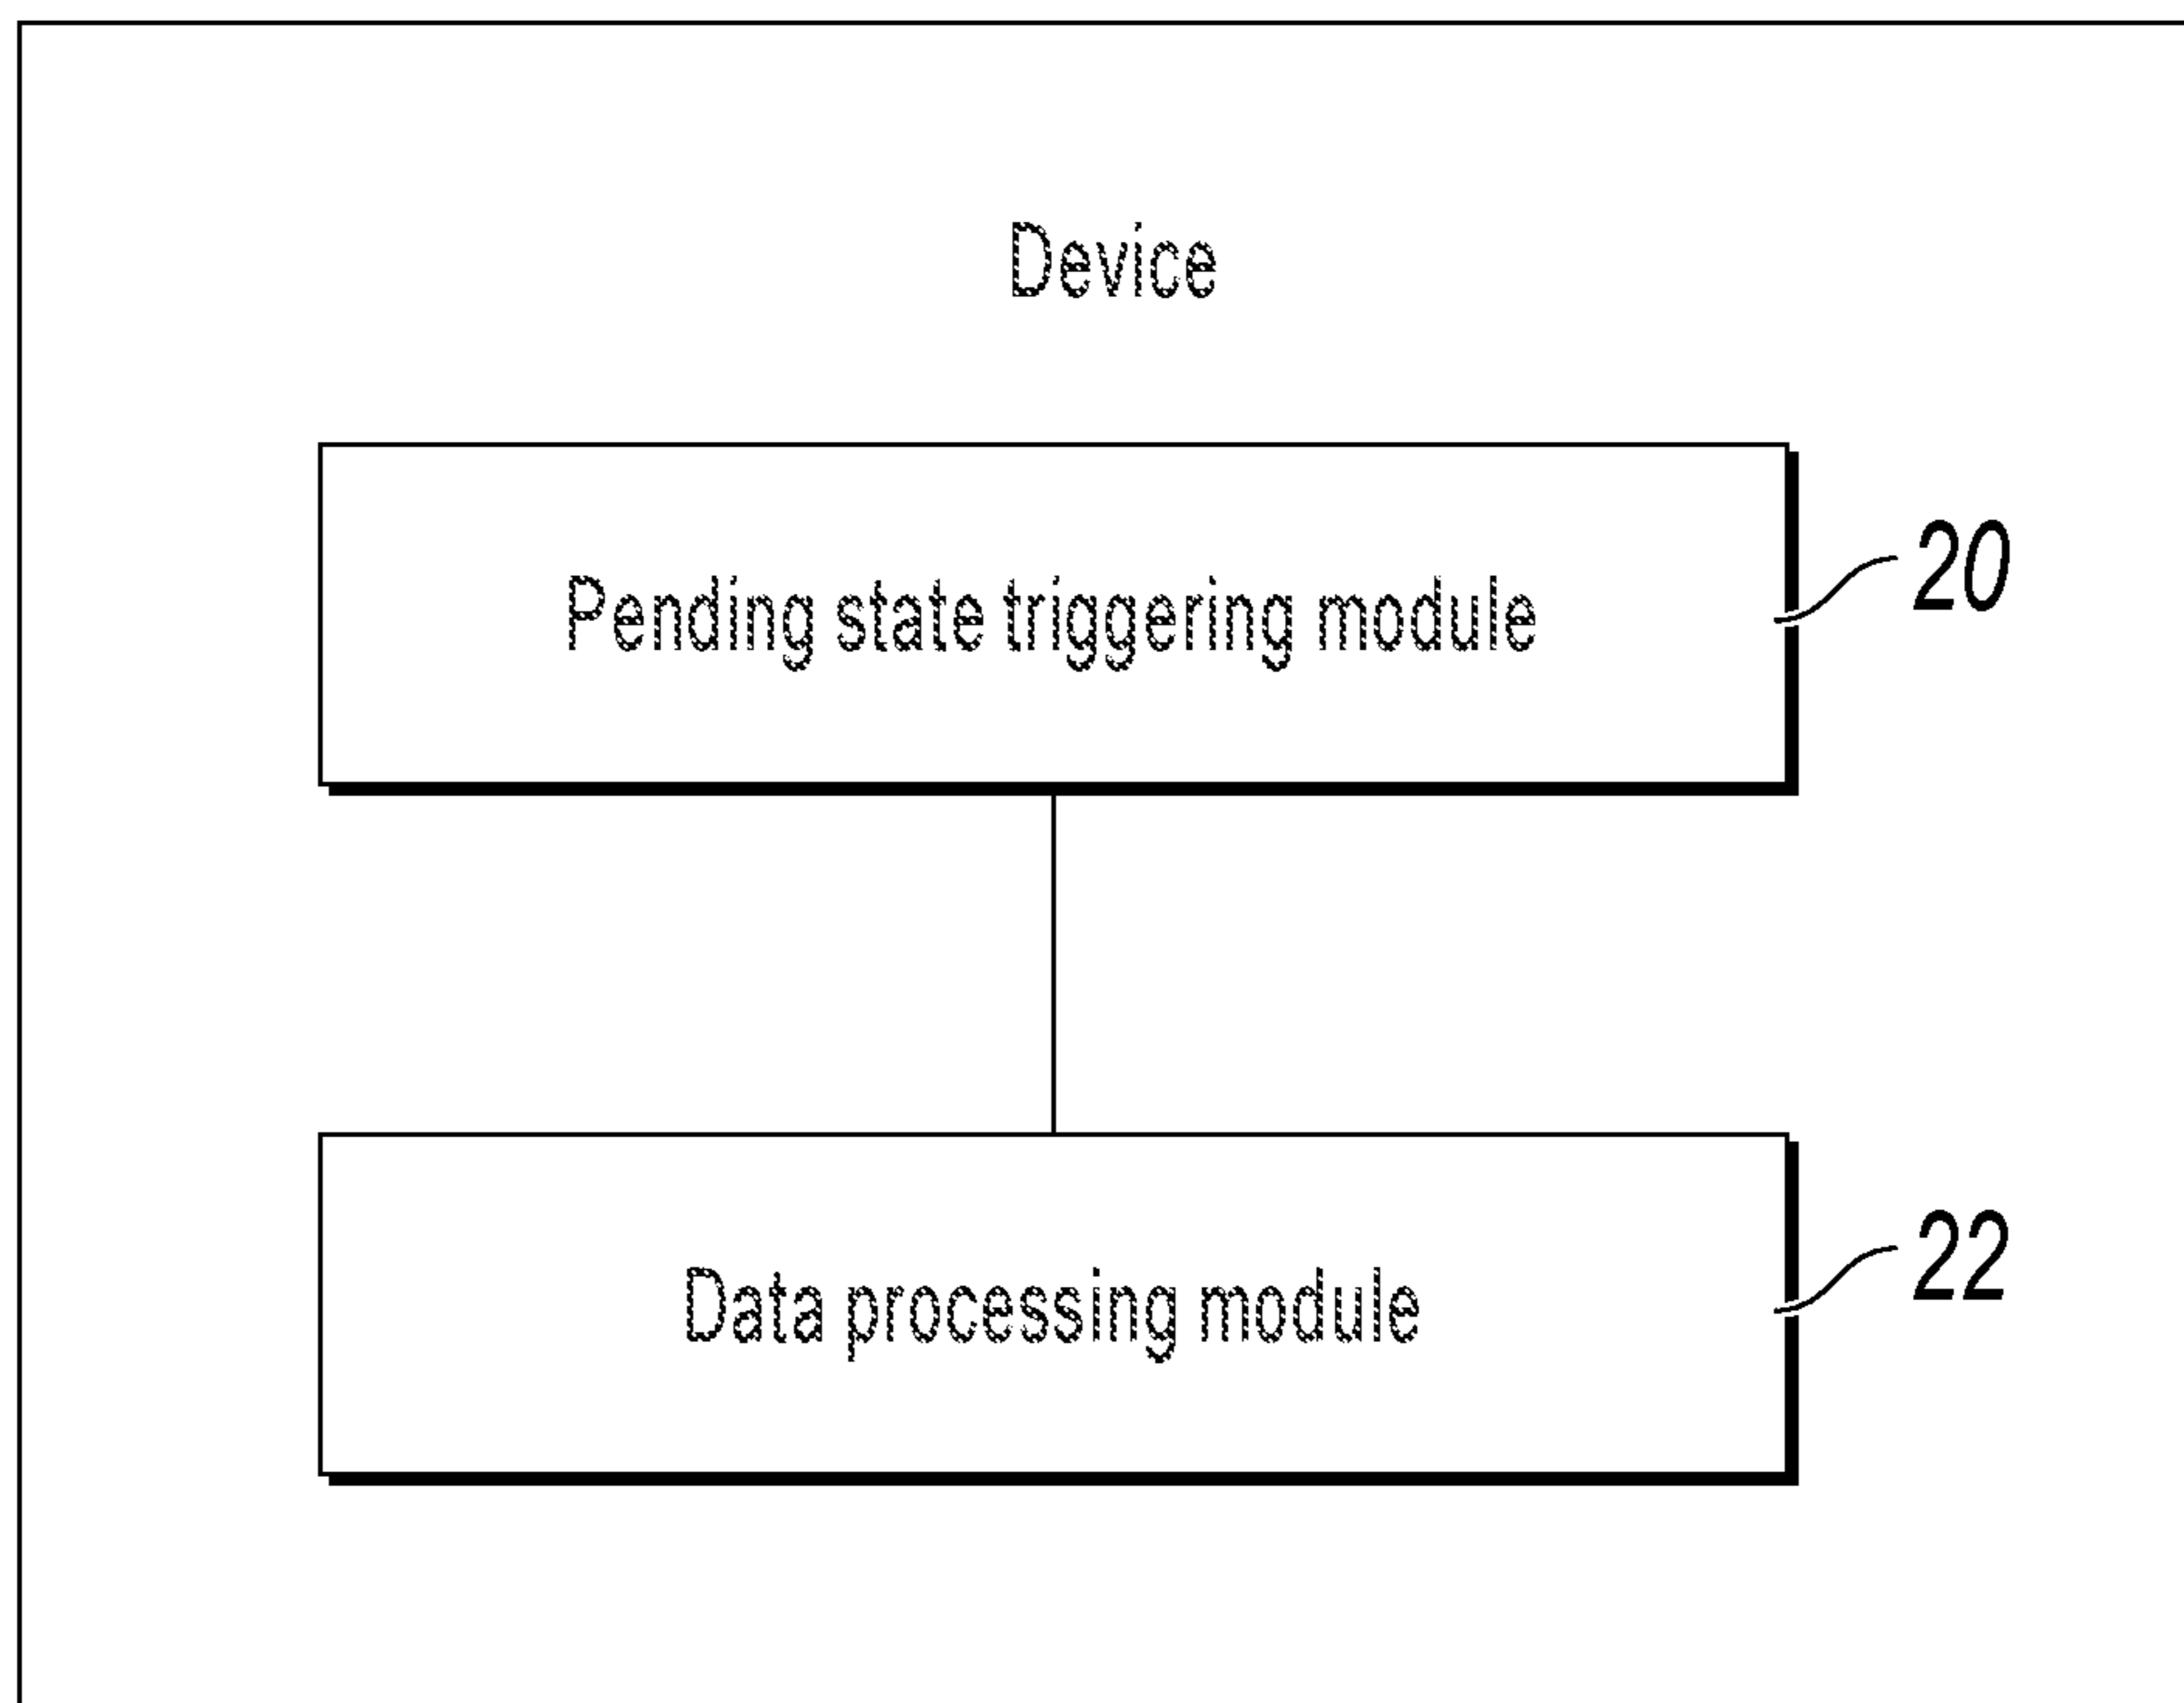 Device
Pending state triggering module
20
Data processing module
22